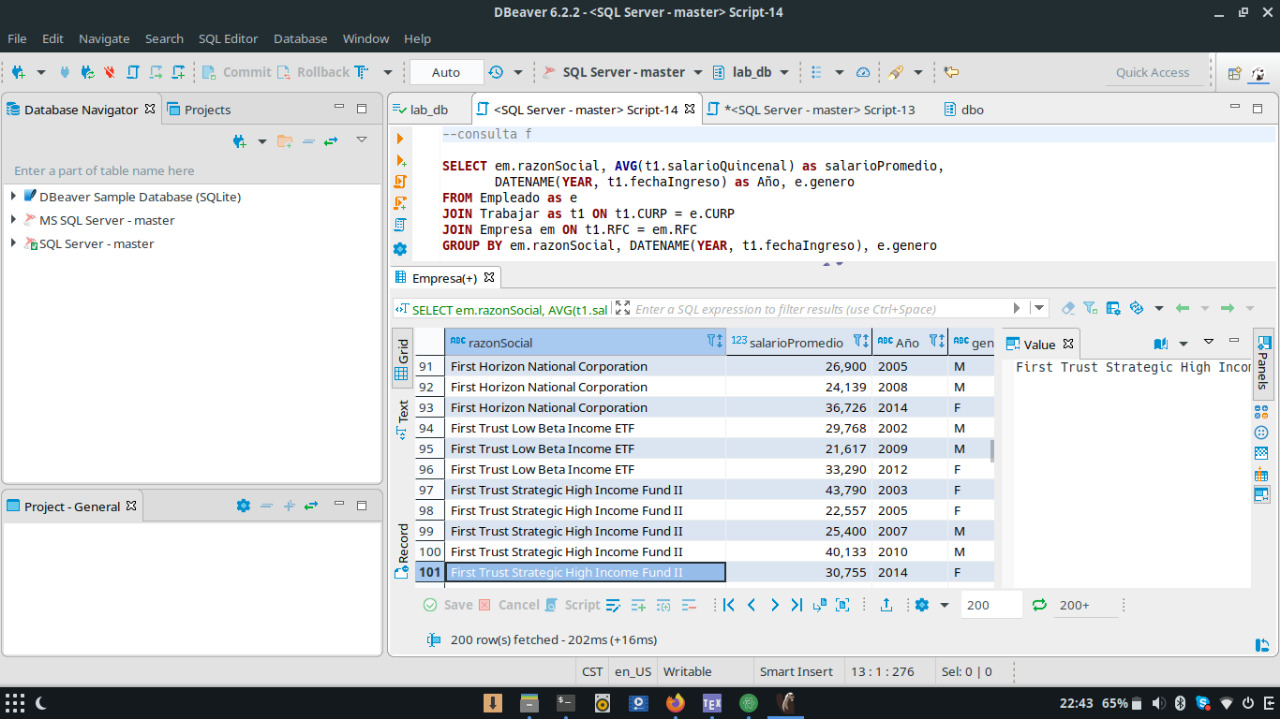 DBeaver 6.2.2 - <SQL Server - master> Script-14
File Edit Navigate Search SQL Editor Database Window Help
Commit Rollback Auto SQL Server - master lab_db Quick Access
Database Navigator Projects
Enter a part of table name here
DBeaver Sample Database (SQLite)
MS SQL Server - master
SQL Server - master
Project - General
lab_db <SQL Server - master> Script-14 *<SQL Server - master> Script-13 dbo
--consulta f
SELECT em.razonSocial, AVG(t1.salarioQuincenal) as salarioPromedio,
DATENAME(YEAR, t1.fechaIngreso) as Año, e.genero
FROM Empleado as e
JOIN Trabajar as t1 ON t1.CURP = e.CURP
JOIN Empresa em ON t1.RFC = em.RFC
GROUP BY em.razonSocial, DATENAME(YEAR, t1.fechaIngreso), e.genero
Empresa(+)
SELECT em.razonSocial, AVG(t1.sal Enter a SQL expression to filter results (use Ctrl+Space)
Grid
Text
Record
ABC razonSocial 123 salarioPromedio ABC Año ABC gen
91 First Horizon National Corporation 26,900 2005 M
92 First Horizon National Corporation 24,139 2008 M
93 First Horizon National Corporation 36,726 2014 F
94 First Trust Low Beta Income ETF 29,768 2002 M
95 First Trust Low Beta Income ETF 21,617 2009 M
96 First Trust Low Beta Income ETF 33,290 2012 F
97 First Trust Strategic High Income Fund II 43,790 2003 F
98 First Trust Strategic High Income Fund II 22,557 2005 F
99 First Trust Strategic High Income Fund II 25,400 2007 M
100 First Trust Strategic High Income Fund II 40,133 2010 M
101 First Trust Strategic High Income Fund II 30,755 2014 F
Value
First Trust Strategic High Incom
Panels
Save Cancel Script 200 200+
200 row(s) fetched - 202ms (+16ms)
CST en_US Writable Smart Insert 13 : 1 : 276 Sel: 0 | 0
TEX 22:43 65%